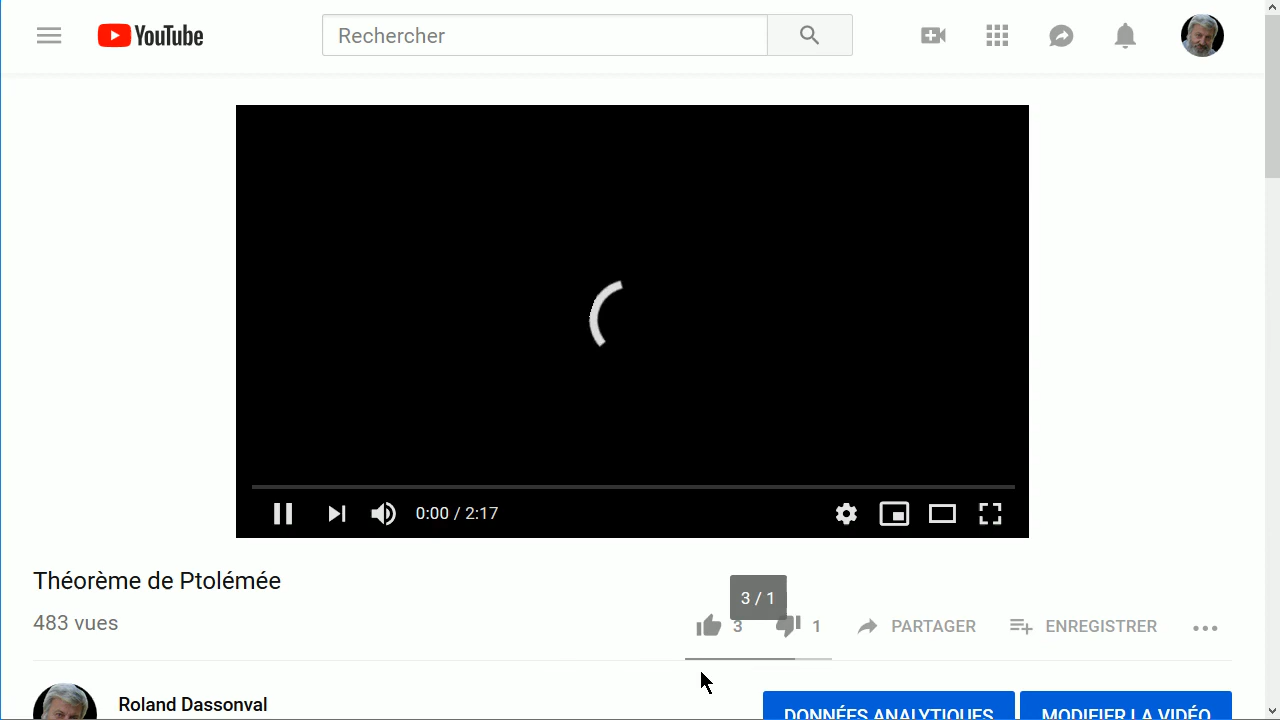 YouTube
Rechercher
0:00 / 2:17
Théorème de Ptolémée
483 vues
3 / 1
3
1
PARTAGER
ENREGISTRER
Roland Dassonval
DONNÉES ANALYTIQUES
MODIFIER LA VIDÉO